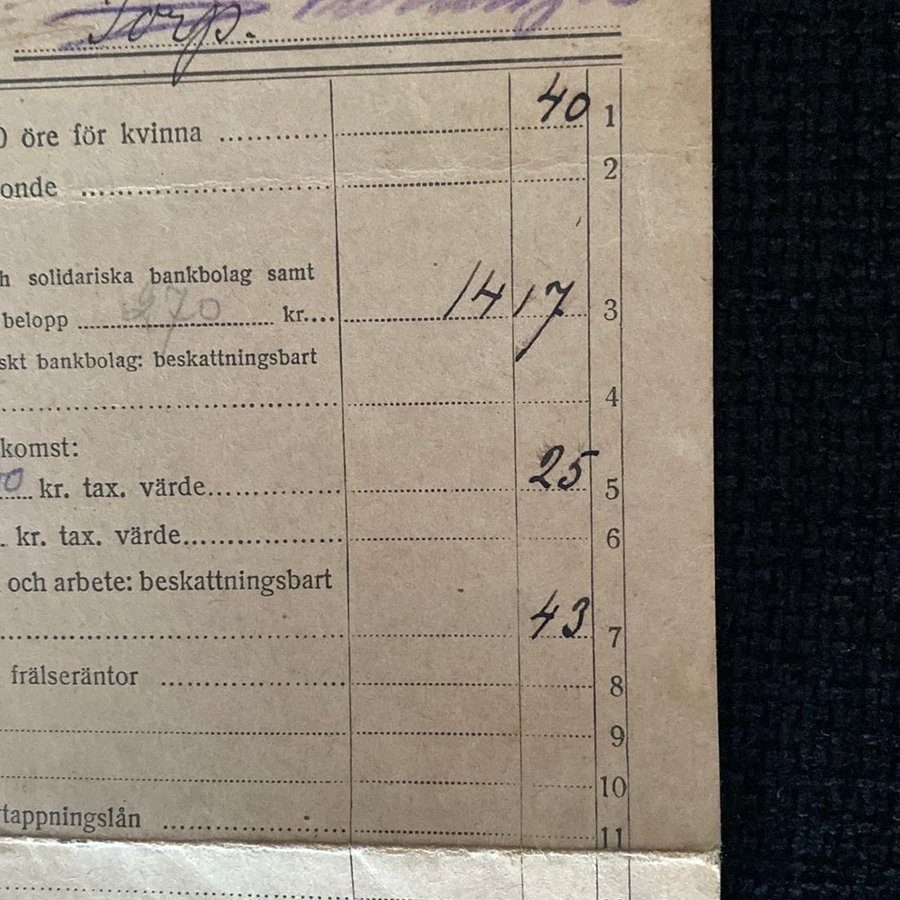 Torp.
0 öre för kvinna ............ 40 1
onde ............ 2
h solidariska bankbolag samt
belopp ... 270 ... kr.... 14 17 3
skt bankbolag: beskattningsbart
............ 4
komst:
0 kr. tax. värde............ 25 5
. kr. tax. värde............ 6
och arbete: beskattningsbart
............ 43 7
frälseräntor ............ 8
............ 9
............ 10
tappningslån ............ 11